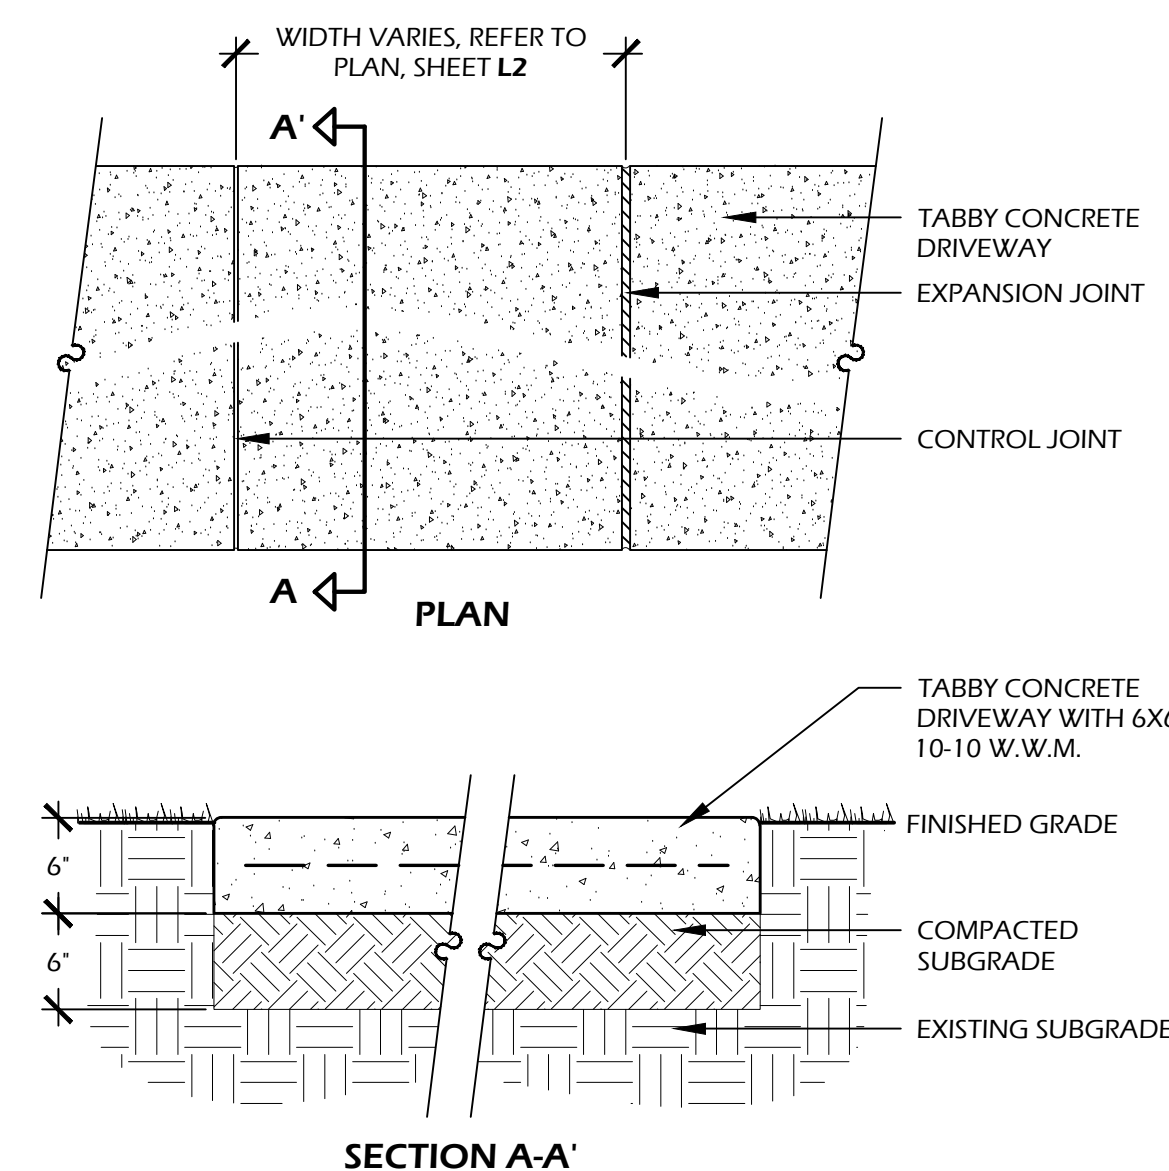 WIDTH VARIES, REFER TO
PLAN, SHEET L2
A'
TABBY CONCRETE
DRIVEWAY
EXPANSION JOINT
CONTROL JOINT
A
PLAN
TABBY CONCRETE
DRIVEWAY WITH 6X6
10-10 W.W.M.
FINISHED GRADE
6"
COMPACTED
SUBGRADE
6"
EXISTING SUBGRADE
SECTION A-A'